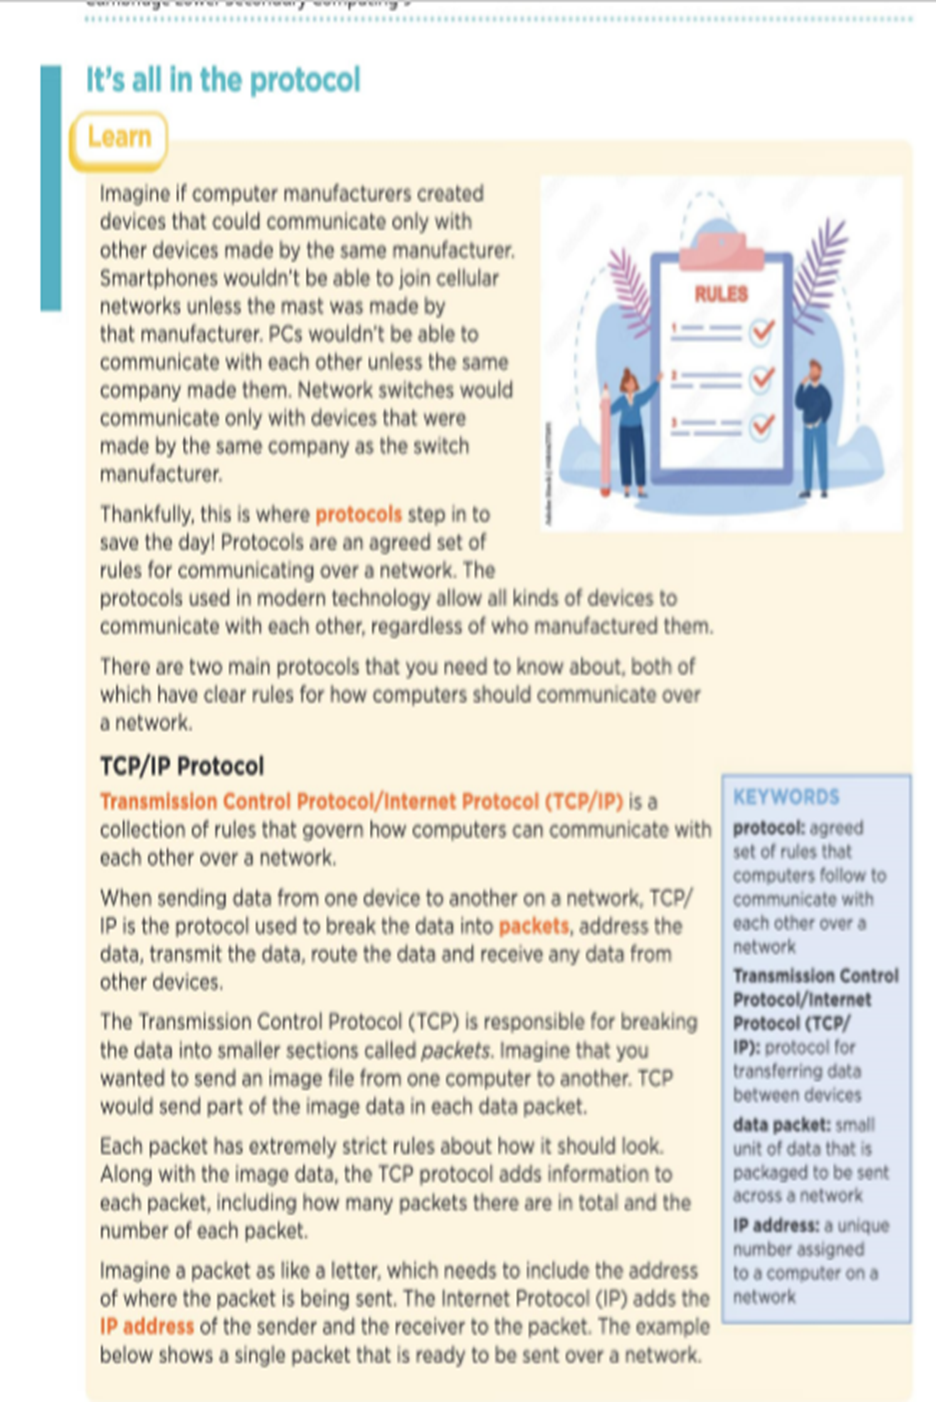 It's all in the protocol
Learn
Imagine if computer manufacturers created
devices that could communicate only with
other devices made by the same manufacturer.
Smartphones wouldn't be able to join cellular
networks unless the mast was made by
that manufacturer. PCs wouldn't be able to
communicate with each other unless the same
company made them. Network switches would
communicate only with devices that were
made by the same company as the switch
manufacturer.
RULES
1
2
3
Thankfully, this is where protocols step in to
save the day! Protocols are an agreed set of
rules for communicating over a network. The
protocols used in modern technology allow all kinds of devices to
communicate with each other, regardless of who manufactured them.
There are two main protocols that you need to know about, both of
which have clear rules for how computers should communicate over
a network.
TCP/IP Protocol
Transmission Control Protocol/Internet Protocol (TCP/IP) is a
collection of rules that govern how computers can communicate with
each other over a network.
When sending data from one device to another on a network, TCP/
IP is the protocol used to break the data into packets, address the
data, transmit the data, route the data and receive any data from
other devices.
The Transmission Control Protocol (TCP) is responsible for breaking
the data into smaller sections called packets. Imagine that you
wanted to send an image file from one computer to another. TCP
would send part of the image data in each data packet.
Each packet has extremely strict rules about how it should look.
Along with the image data, the TCP protocol adds information to
each packet, including how many packets there are in total and the
number of each packet.
Imagine a packet as like a letter, which needs to include the address
of where the packet is being sent. The Internet Protocol (IP) adds the
IP address of the sender and the receiver to the packet. The example
below shows a single packet that is ready to be sent over a network.
KEYWORDS
protocol: agreed
set of rules that
computers follow to
communicate with
each other over a
network
Transmission Control
Protocol/Internet
Protocol (TCP/
IP): protocol for
transferring data
between devices
data packet: small
unit of data that is
packaged to be sent
across a network
IP address: a unique
number assigned
to a computer on a
network